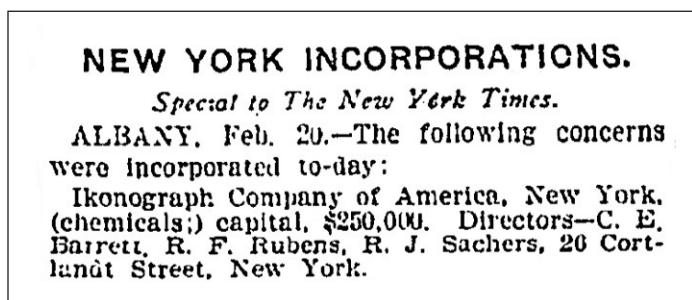 NEW YORK INCORPORATIONS.
Special to The New York Times.
ALBANY, Feb. 20.—The following concerns
were incorporated to-day:
Ikonograph Company of America, New York,
(chemicals;) capital, $250,000. Directors—C. E.
Barrett, R. F. Rubens, R. J. Sachers, 26 Cort-
landt Street, New York.